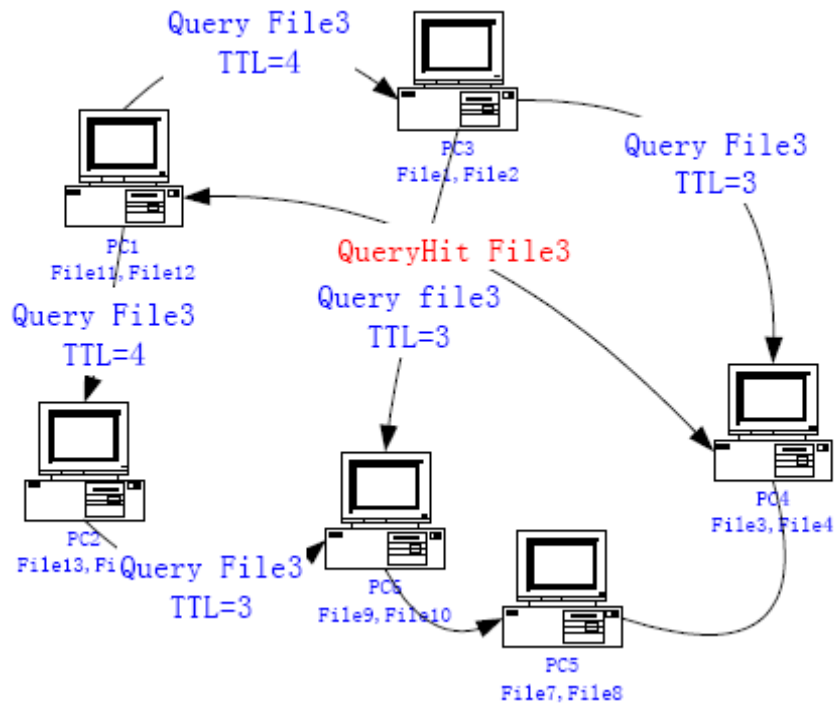 Query File3
TTL=4
PC3
File1,File2
Query File3
TTL=3
PC1
File11,File12
QueryHit File3
Query file3
TTL=3
Query File3
TTL=4
PC4
File3,File4
PC2
File13,Fi
Query File3
TTL=3
PC6
File9,File10
PC5
File7,File8